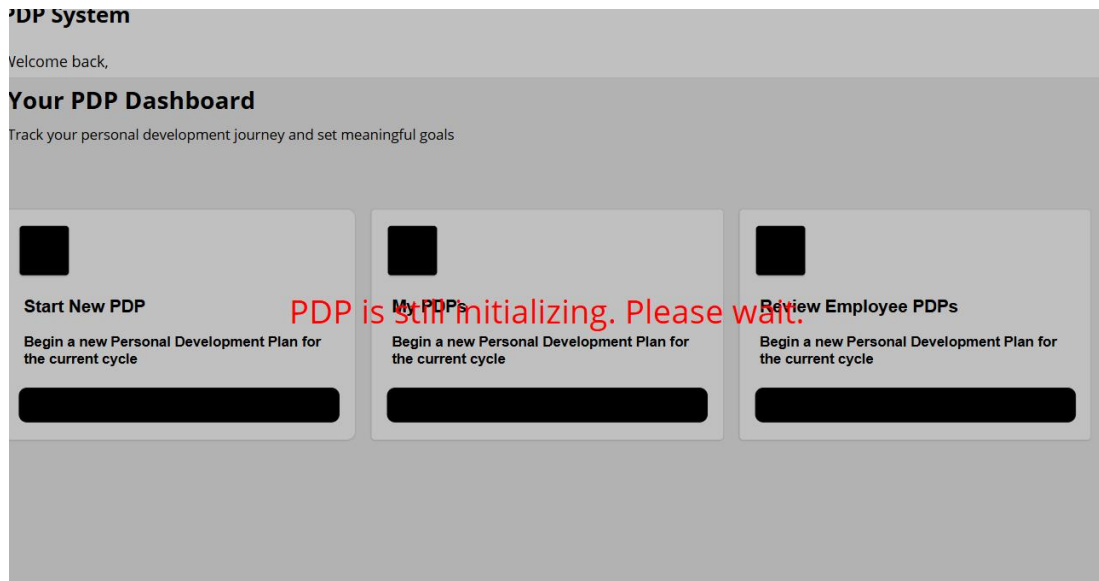 PDP System
Welcome back,
Your PDP Dashboard
Track your personal development journey and set meaningful goals
Start New PDP
My PDPs
Review Employee PDPs
PDP is still initializing. Please wait.
Begin a new Personal Development Plan for
the current cycle
Begin a new Personal Development Plan for
the current cycle
Begin a new Personal Development Plan for
the current cycle